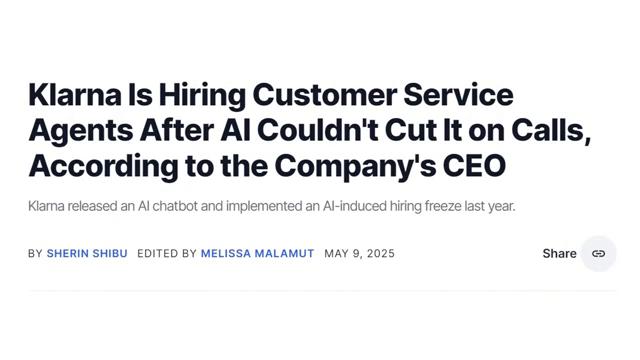 Klarna Is Hiring Customer Service
Agents After AI Couldn't Cut It on Calls,
According to the Company's CEO
Klarna released an AI chatbot and implemented an AI-induced hiring freeze last year.
BY SHERIN SHIBU EDITED BY MELISSA MALAMUT MAY 9, 2025 Share